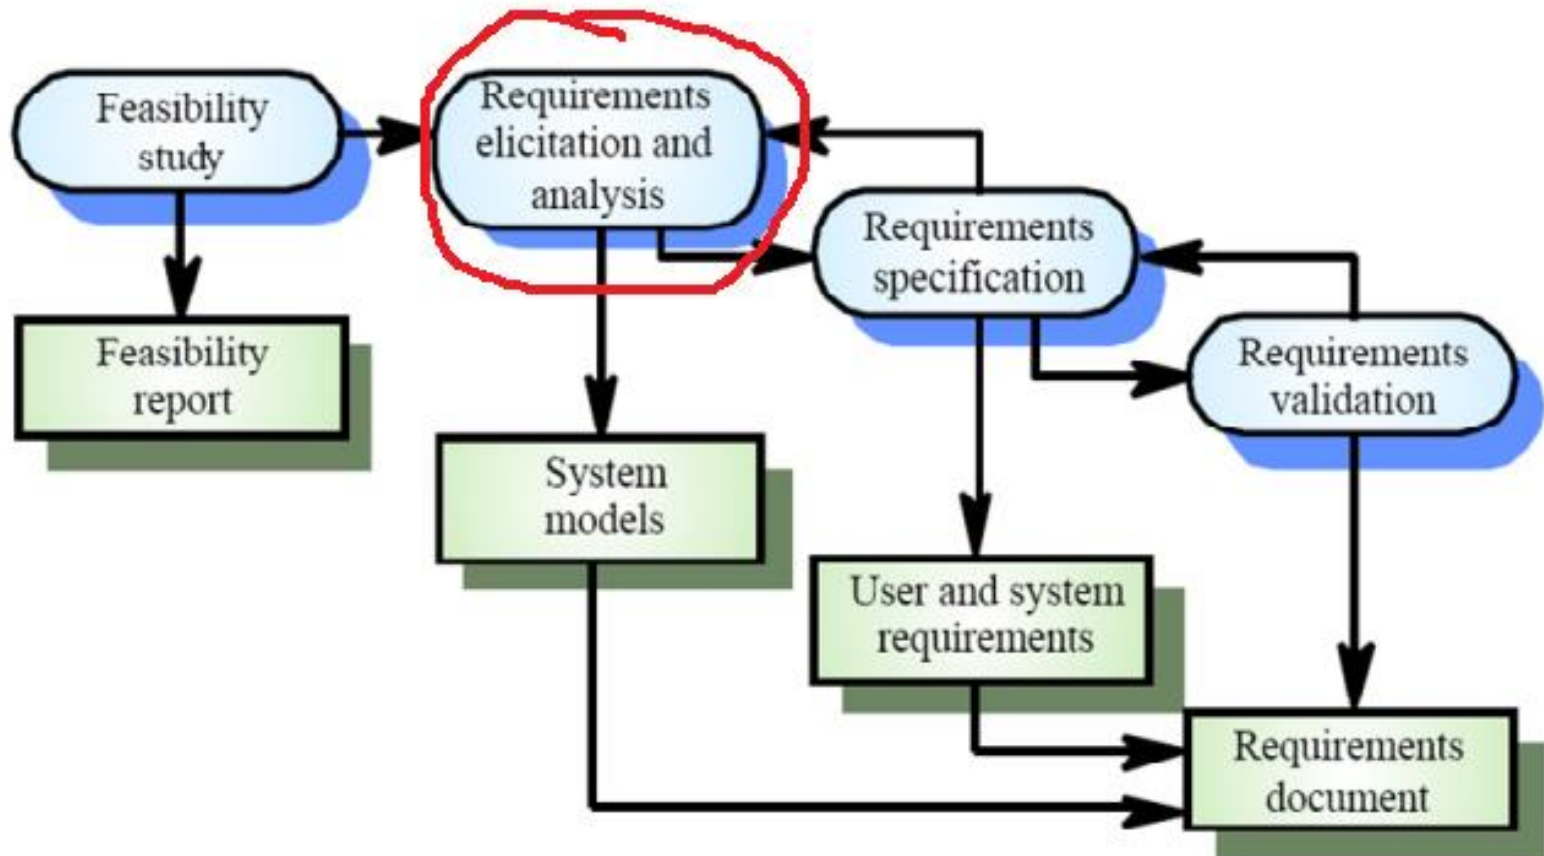 Feasibility
study
Requirements
elicitation and
analysis
Requirements
specification
Requirements
validation
Feasibility
report
System
models
User and system
requirements
Requirements
document